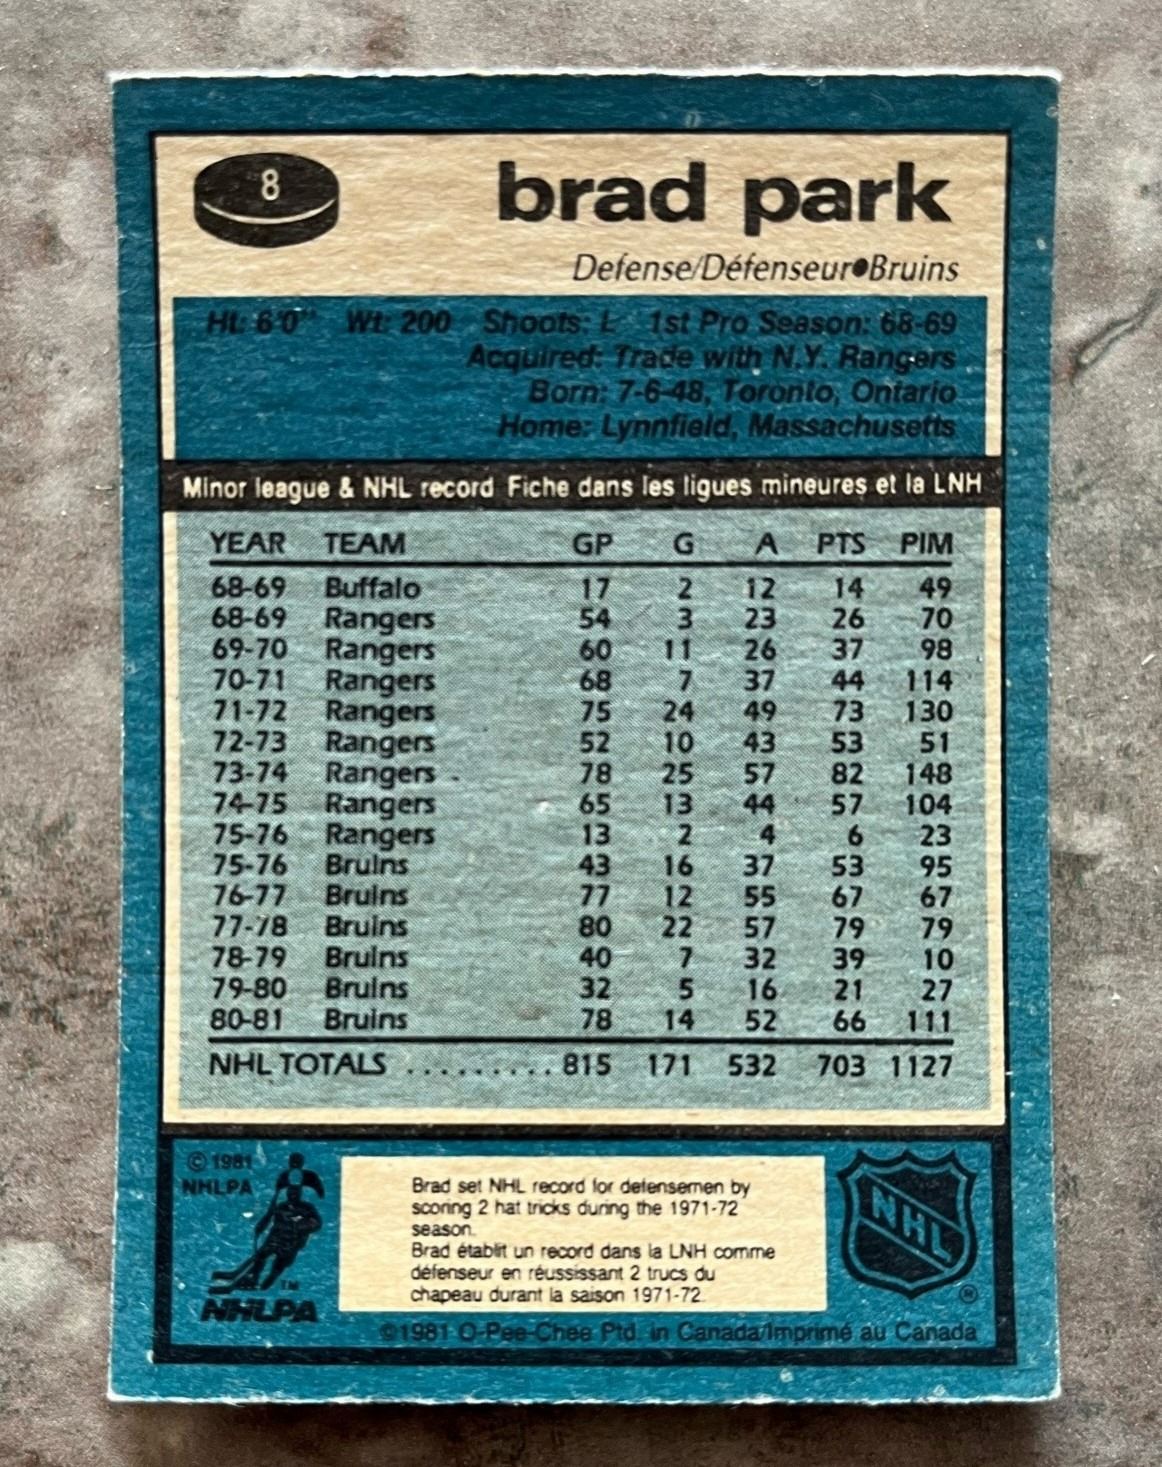 8
brad park
Defense/Défenseur•Bruins
Ht: 6'0" Wt: 200 Shoots: L 1st Pro Season: 68-69
Acquired: Trade with N.Y. Rangers
Born: 7-6-48, Toronto, Ontario
Home: Lynnfield, Massachusetts
Minor league & NHL record Fiche dans les ligues mineures et la LNH
YEAR TEAM GP G A PTS PIM
68-69 Buffalo 17 2 12 14 49
68-69 Rangers 54 3 23 26 70
69-70 Rangers 60 11 26 37 98
70-71 Rangers 68 7 37 44 114
71-72 Rangers 75 24 49 73 130
72-73 Rangers 52 10 43 53 51
73-74 Rangers 78 25 57 82 148
74-75 Rangers 65 13 44 57 104
75-76 Rangers 13 2 4 6 23
75-76 Bruins 43 16 37 53 95
76-77 Bruins 77 12 55 67 67
77-78 Bruins 80 22 57 79 79
78-79 Bruins 40 7 32 39 10
79-80 Bruins 32 5 16 21 27
80-81 Bruins 78 14 52 66 111
NHL TOTALS ......... 815 171 532 703 1127
© 1981
NHLPA
TM
NHLPA
Brad set NHL record for defensemen by
scoring 2 hat tricks during the 1971-72
season.
Brad établit un record dans la LNH comme
défenseur en réussissant 2 trucs du
chapeau durant la saison 1971-72.
NHL
®
©1981 O-Pee-Chee Ptd. in Canada/Imprimé au Canada